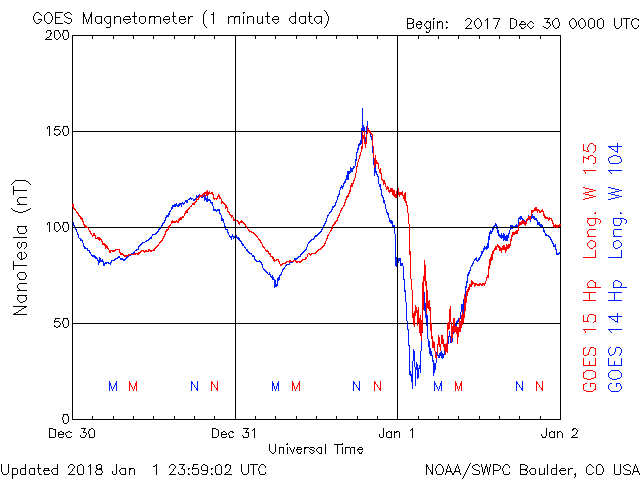 GOES Magnetometer (1 minute data)
Begin: 2017 Dec 30 0000 UTC
200
150
100
50
0
NanoTesla (nT)
M M N N M M N N M M N N
Dec 30 Dec 31 Jan 1 Jan 2
Universal Time
GOES 15 Hp Long. W 135
GOES 14 Hp Long. W 104
Updated 2018 Jan 1 23:59:02 UTC
NOAA/SWPC Boulder, CO USA